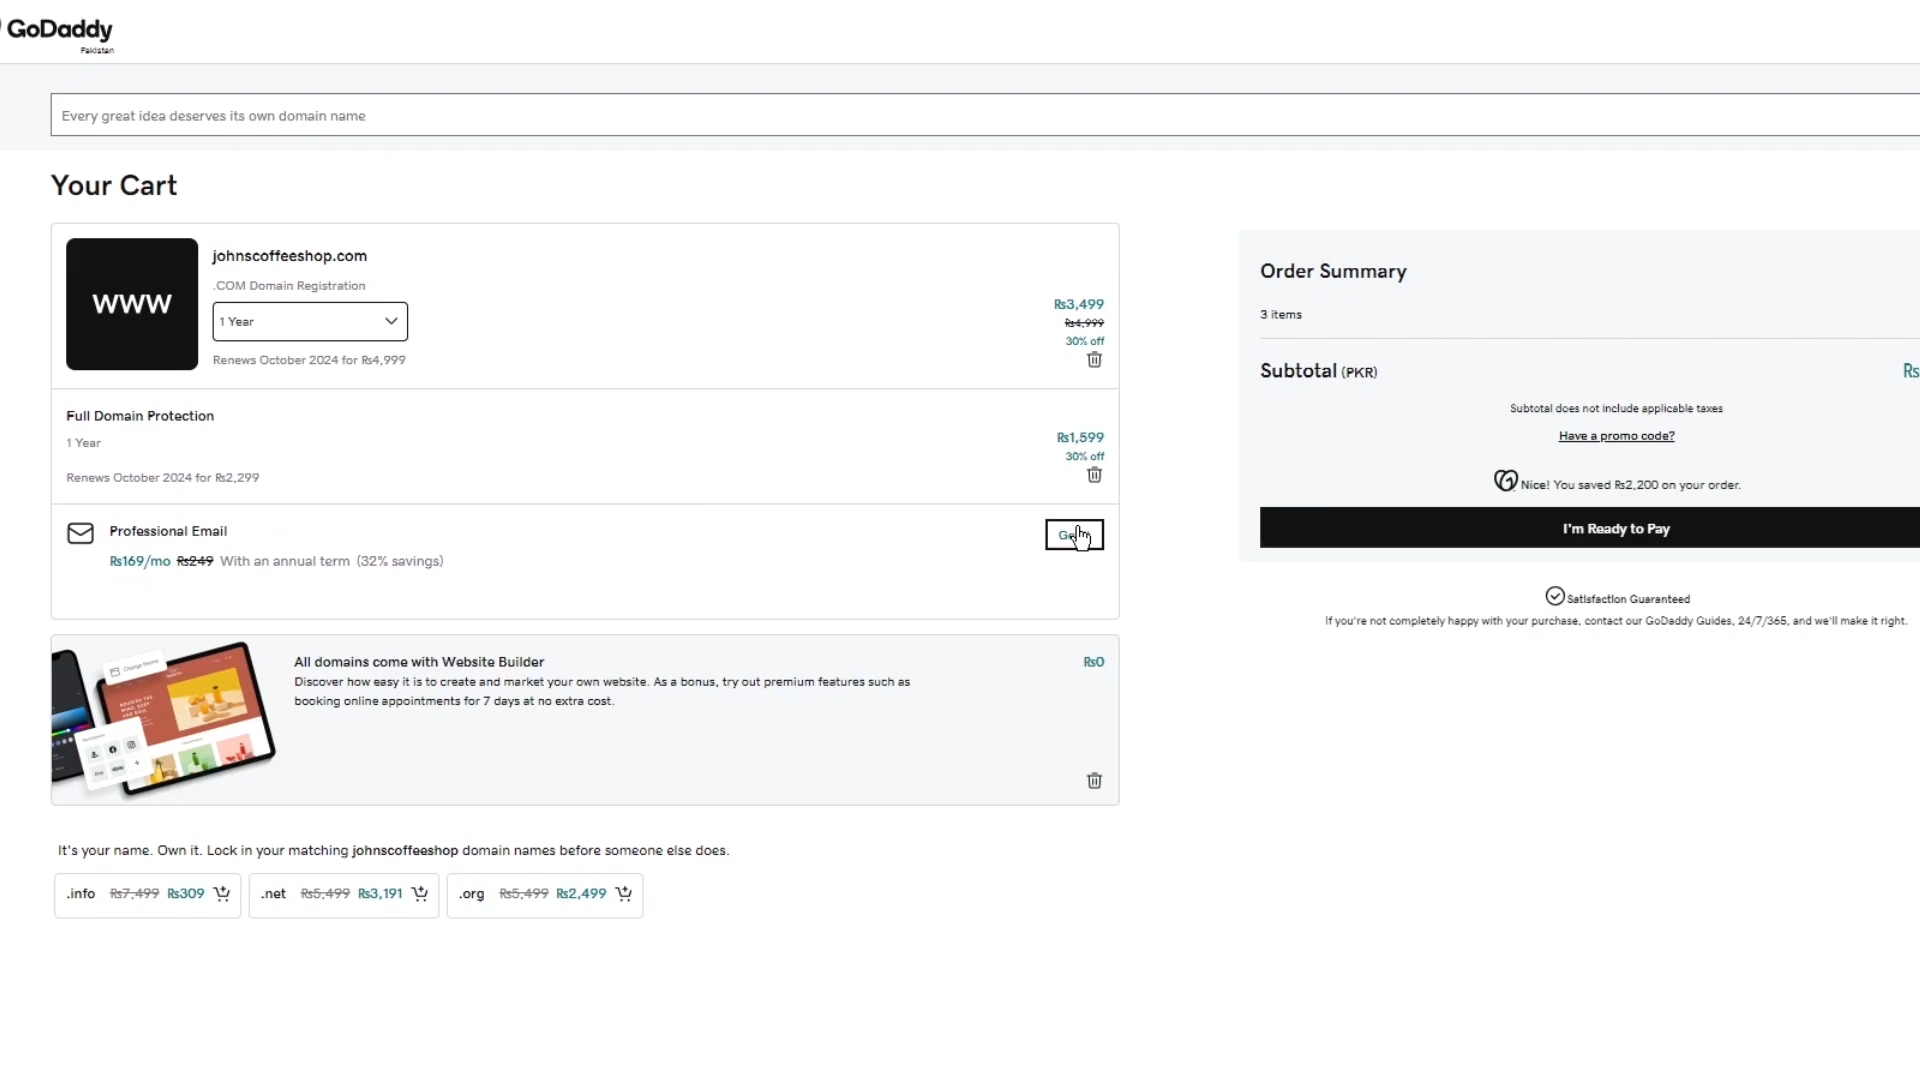 GoDaddy
Pakistan
Every great idea deserves its own domain name
Your Cart
www
johnscoffeeshop.com
.COM Domain Registration
1 Year
Renews October 2024 for Rs4,999
Rs3,499
Rs4,999
30% off
Full Domain Protection
1 Year
Renews October 2024 for Rs2,299
Rs1,599
30% off
Professional Email
Rs169/mo Rs249 With an annual term (32% savings)
All domains come with Website Builder
Discover how easy it is to create and market your own website. As a bonus, try out premium features such as
booking online appointments for 7 days at no extra cost.
Rs0
It's your name. Own it. Lock in your matching johnscoffeeshop domain names before someone else does.
.info Rs7,499 Rs309
.net Rs5,499 Rs3,191
.org Rs5,499 Rs2,499
Order Summary
3 items
Subtotal (PKR)
Rs
Subtotal does not include applicable taxes
Have a promo code?
Nice! You saved Rs2,200 on your order.
I'm Ready to Pay
Satisfaction Guaranteed
If you're not completely happy with your purchase, contact our GoDaddy Guides, 24/7/365, and we'll make it right.